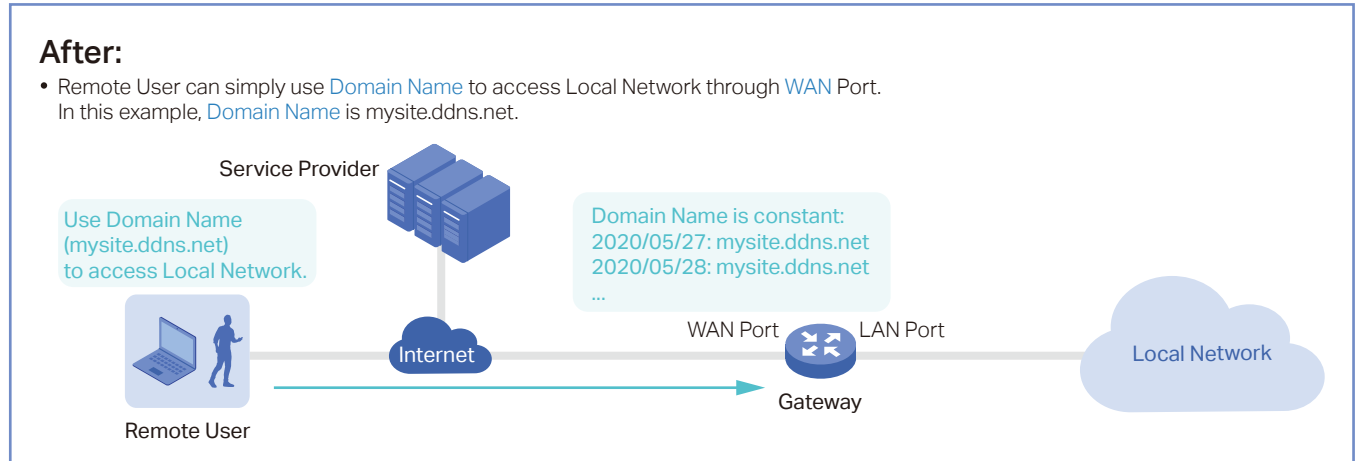 After:
• Remote User can simply use Domain Name to access Local Network through WAN Port.
In this example, Domain Name is mysite.ddns.net.
Service Provider
Use Domain Name
(mysite.ddns.net)
to access Local Network.
Domain Name is constant:
2020/05/27: mysite.ddns.net
2020/05/28: mysite.ddns.net
...
WAN Port
LAN Port
Internet
Local Network
Gateway
Remote User